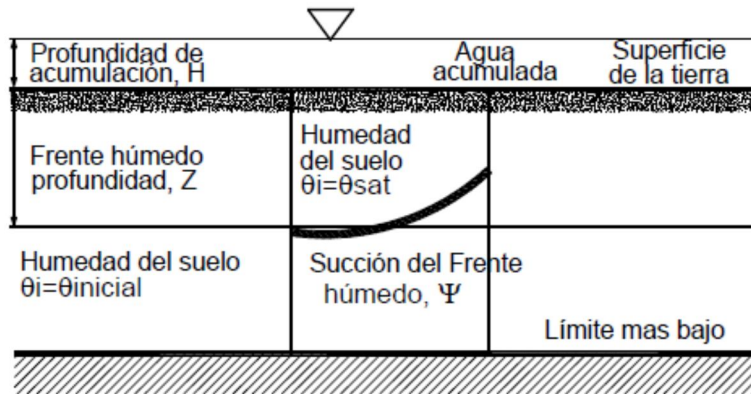 Profundidad de
acumulación, H
Agua
acumulada
Superficie
de la tierra
Frente húmedo
profundidad, Z
Humedad
del suelo
θi=θsat
Humedad del suelo
θi=θinicial
Succión del Frente
húmedo, Ψ
Límite mas bajo